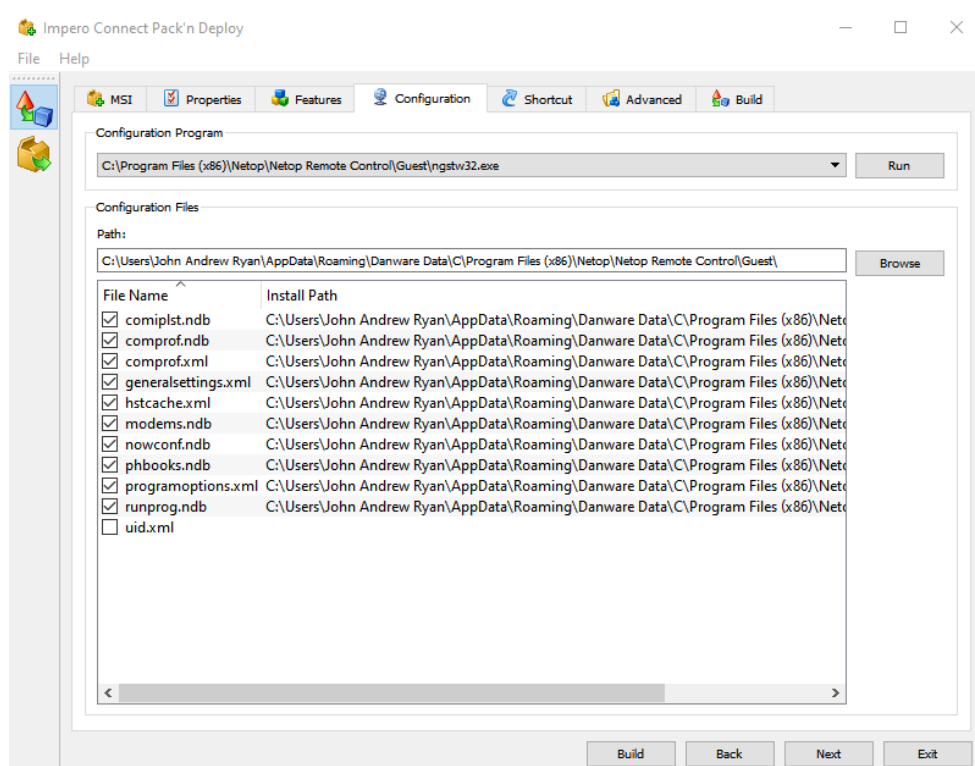 Impero Connect Pack'n Deploy
File Help
MSI Properties Features Configuration Shortcut Advanced Build
Configuration Program
C:\Program Files (x86)\Netop\Netop Remote Control\Guest\ngstw32.exe Run
Configuration Files
Path:
C:\Users\John Andrew Ryan\AppData\Roaming\Danware Data\C\Program Files (x86)\Netop\Netop Remote Control\Guest\ Browse
File Name Install Path
comiplst.ndb C:\Users\John Andrew Ryan\AppData\Roaming\Danware Data\C\Program Files (x86)\Neto
comprof.ndb C:\Users\John Andrew Ryan\AppData\Roaming\Danware Data\C\Program Files (x86)\Neto
comprof.xml C:\Users\John Andrew Ryan\AppData\Roaming\Danware Data\C\Program Files (x86)\Neto
generalsettings.xml C:\Users\John Andrew Ryan\AppData\Roaming\Danware Data\C\Program Files (x86)\Neto
hstcache.xml C:\Users\John Andrew Ryan\AppData\Roaming\Danware Data\C\Program Files (x86)\Neto
modems.ndb C:\Users\John Andrew Ryan\AppData\Roaming\Danware Data\C\Program Files (x86)\Neto
nowconf.ndb C:\Users\John Andrew Ryan\AppData\Roaming\Danware Data\C\Program Files (x86)\Neto
phbooks.ndb C:\Users\John Andrew Ryan\AppData\Roaming\Danware Data\C\Program Files (x86)\Neto
programoptions.xml C:\Users\John Andrew Ryan\AppData\Roaming\Danware Data\C\Program Files (x86)\Neto
runprog.ndb C:\Users\John Andrew Ryan\AppData\Roaming\Danware Data\C\Program Files (x86)\Neto
uid.xml
Build Back Next Exit